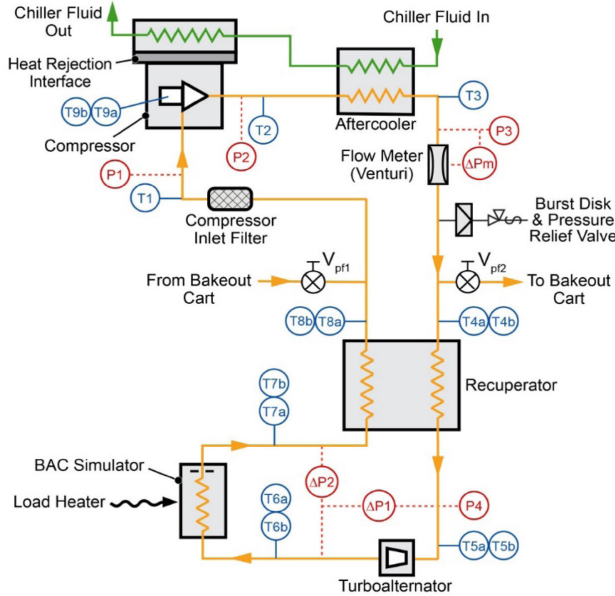 Chiller Fluid
Out
Chiller Fluid In
Heat Rejection
Interface
T9b T9a
Compressor
T2
P2
Aftercooler
T3
P3
Flow Meter
(Venturi)
ΔPm
P1
T1
Compressor
Inlet Filter
Burst Disk
& Pressure
Relief Valve
From Bakeout
Cart
Vpf1
Vpf2
To Bakeout
Cart
T8b T8a
T4a T4b
Recuperator
T7b
T7a
BAC Simulator
Load Heater
ΔP2
T6a
T6b
ΔP1
P4
T5a T5b
Turboalternator